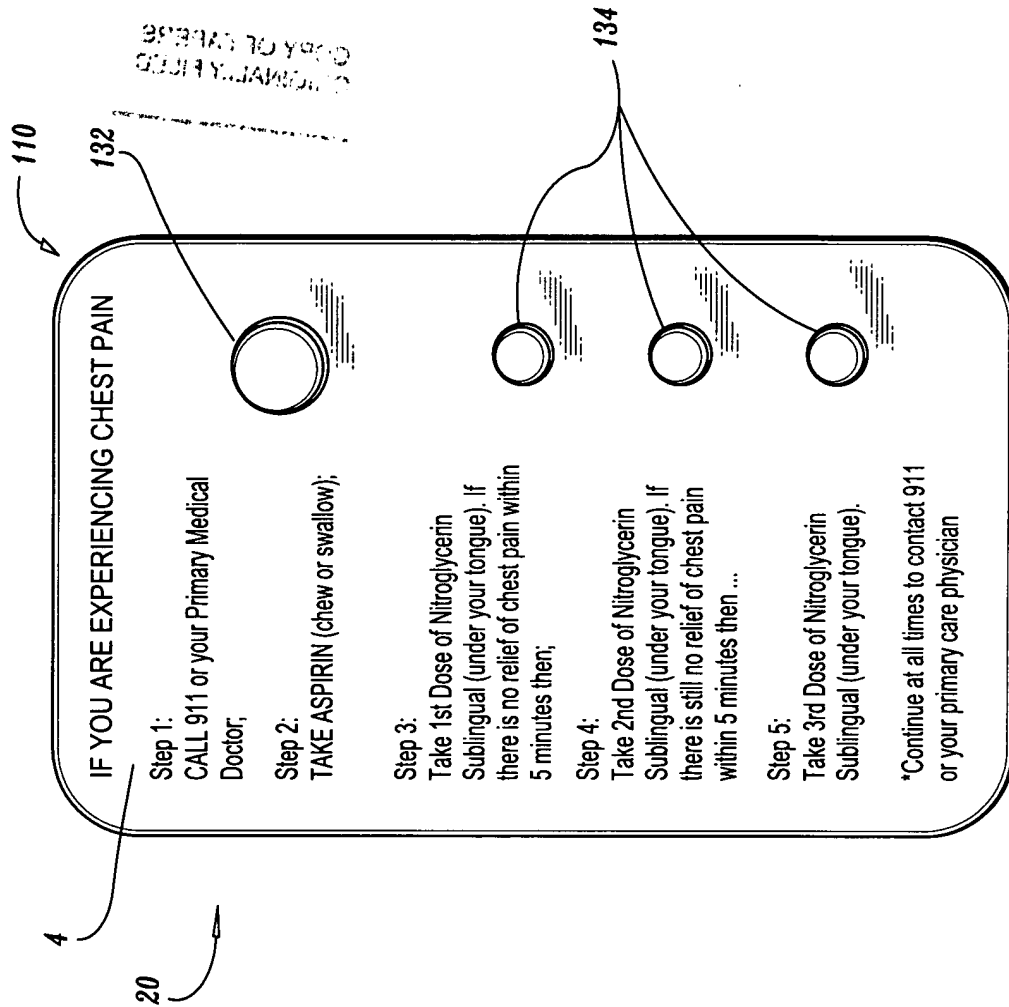 110
132
134
4
20
IF YOU ARE EXPERIENCING CHEST PAIN
Step 1:
CALL 911 or your Primary Medical
Doctor;
Step 2:
TAKE ASPIRIN (chew or swallow);
Step 3:
Take 1st Dose of Nitroglycerin
Sublingual (under your tongue). If
there is no relief of chest pain within
5 minutes then;
Step 4:
Take 2nd Dose of Nitroglycerin
Sublingual (under your tongue). If
there is still no relief of chest pain
within 5 minutes then ...
Step 5:
Take 3rd Dose of Nitroglycerin
Sublingual (under your tongue).
*Continue at all times to contact 911
or your primary care physician
COPY OF PAPERS
ORIGINALLY FILED